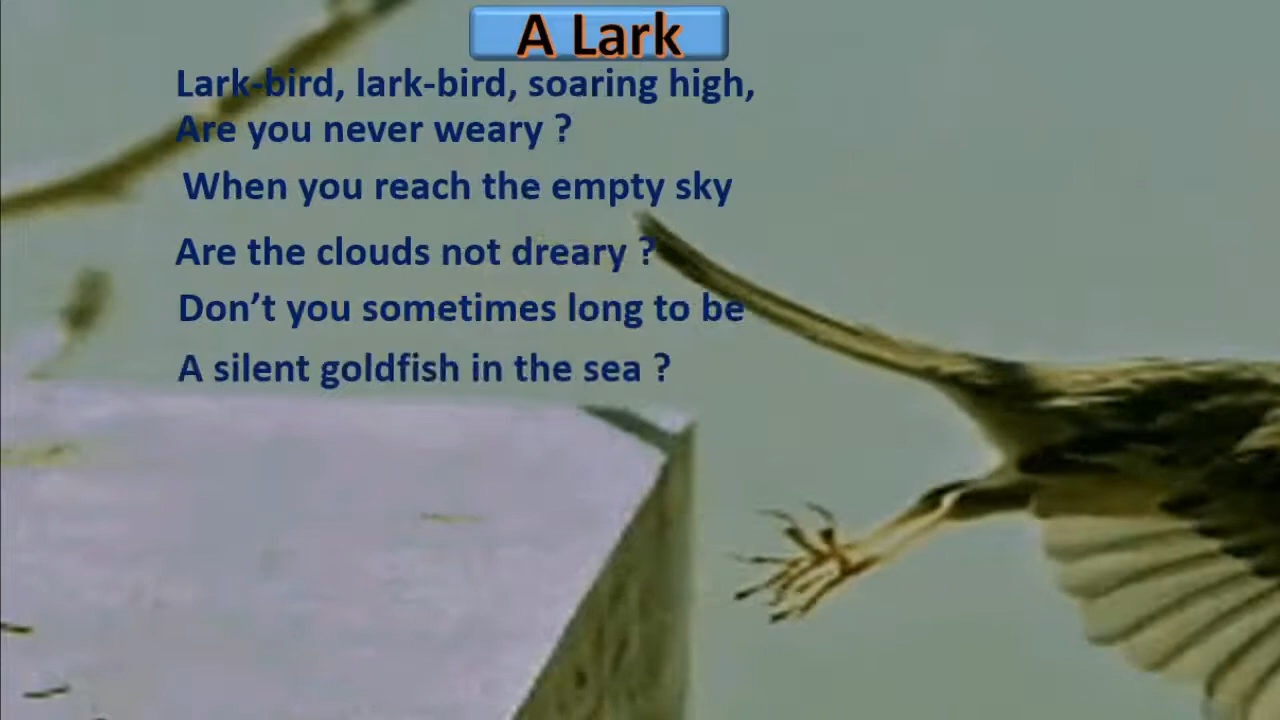 A Lark
Lark-bird, lark-bird, soaring high,
Are you never weary ?
When you reach the empty sky
Are the clouds not dreary ?
Don’t you sometimes long to be
A silent goldfish in the sea ?